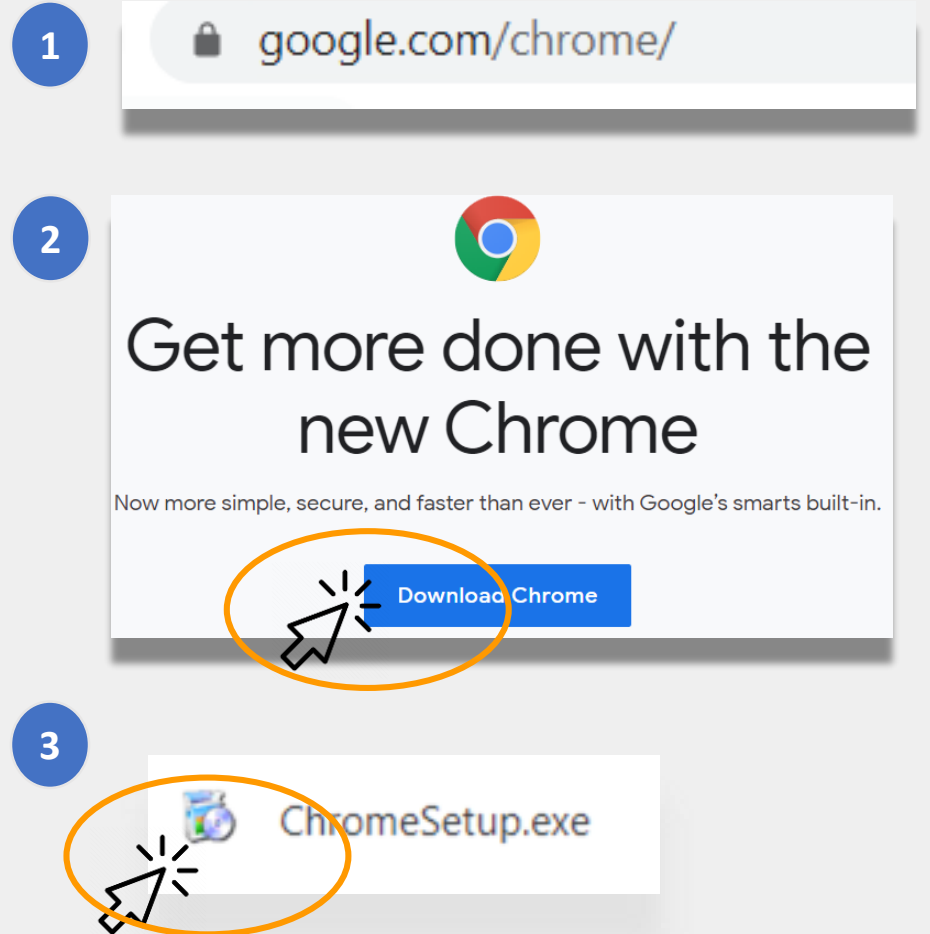 1
google.com/chrome/
2
Get more done with the
new Chrome
Now more simple, secure, and faster than ever - with Google’s smarts built-in.
Download Chrome
3
ChromeSetup.exe